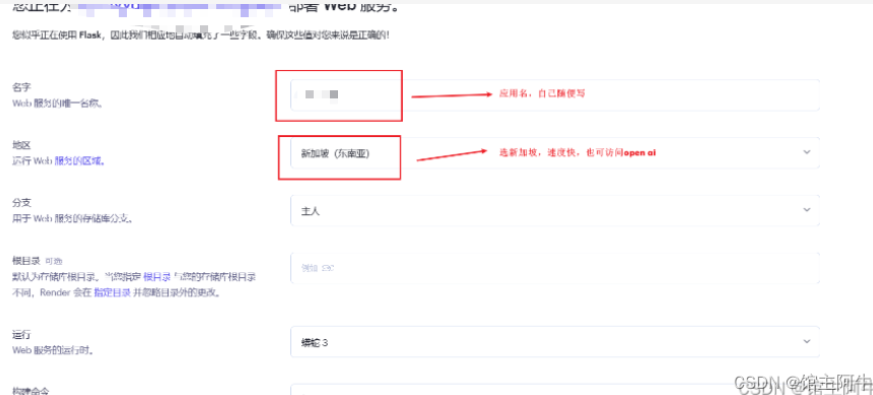 您正在为 部署 Web 服务。
您似乎正在使用 Flask，因此我们相应地自动填充了一些字段。确保这些值对您来说是正确的！
名字
Web 服务的唯一名称。
应用名，自己随便写
地区
运行 Web 服务的区域。
新加坡（东南亚）
选新加坡，速度快，也可访问open ai
分支
用于 Web 服务的存储库分支。
主人
根目录 可选
默认为存储库根目录。当您指定 根目录 与您的存储库根目录
不同，Render 会在 指定目录 并忽略目录外的更改。
例如 src
运行
Web 服务的运行时。
蟒蛇 3
构建命令
CSDN @馆主阿牛
CSDN @馆主阿牛